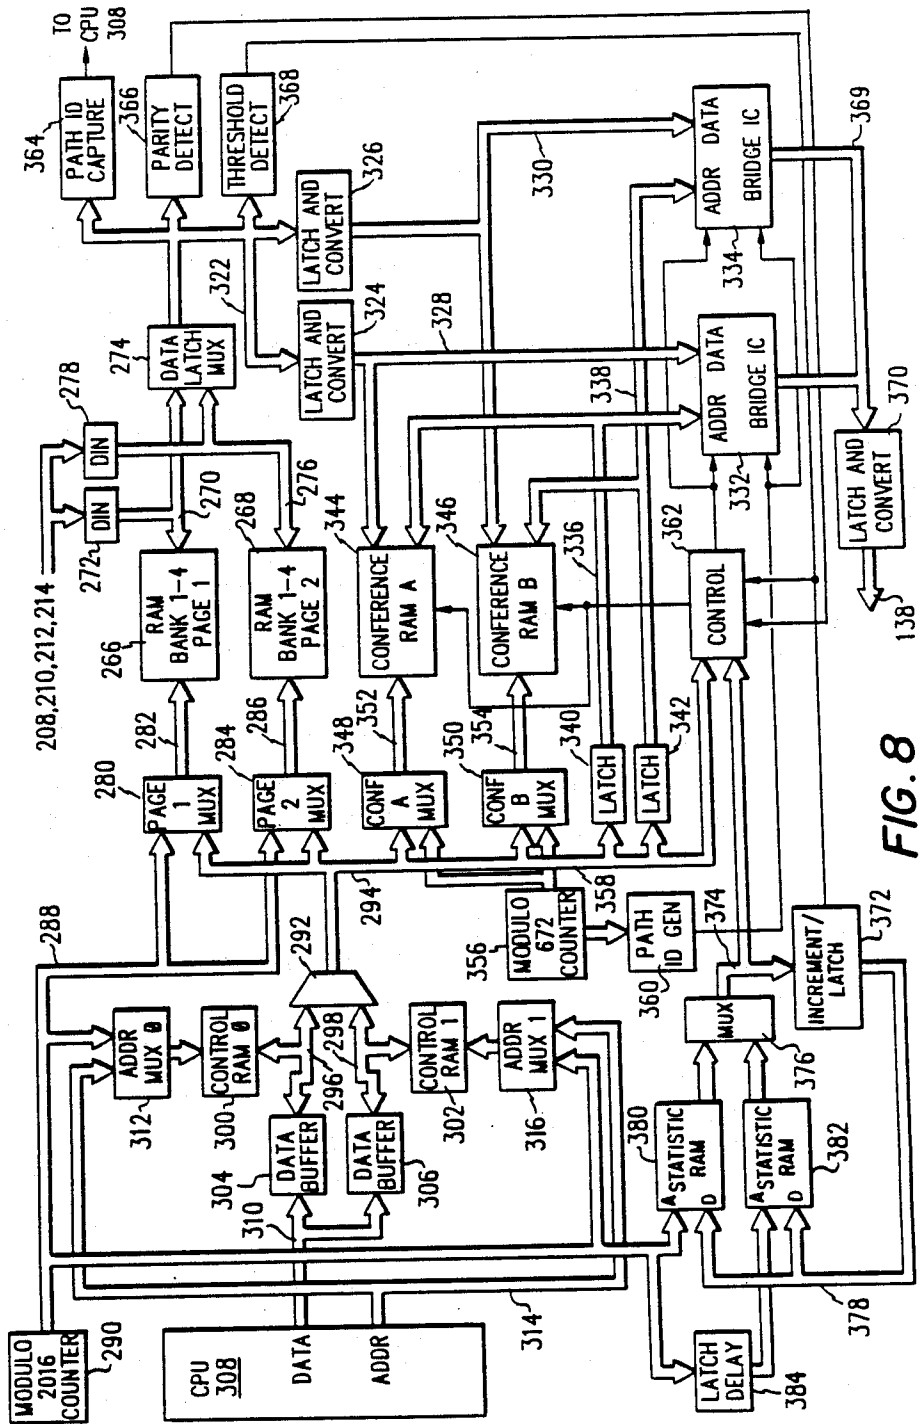 MODULO
2016
COUNTER
290
CPU
308
DATA
ADDR
314
288
ADDR
MUX 0
312
CONTROL
RAM 0
300
DATA
BUFFER
304
310
DATA
BUFFER
306
296
298
292
CONTROL
RAM 1
302
ADDR
MUX 1
316
LATCH
DELAY
384
A STATISTIC
RAM
D
380
A STATISTIC
RAM
D
382
378
MUX
376
374
INCREMENT/
LATCH
372
208,210,212,214
PAGE
1
MUX
280
282
PAGE
2
MUX
284
286
294
CONF
A
MUX
348
352
CONF
B
MUX
350
354
MODULO
672
COUNTER
356
358
PATH
ID GEN
360
LATCH
340
LATCH
342
RAM
BANK 1-4
PAGE 1
266
RAM
BANK 1-4
PAGE 2
268
DIN
272
DIN
278
270
276
CONFERENCE
RAM A
344
CONFERENCE
RAM B
346
336
338
CONTROL
362
DATA
LATCH
MUX
274
322
PATH ID
CAPTURE
364
TO
CPU
308
PARITY
DETECT
366
THRESHOLD
DETECT
368
LATCH AND
CONVERT
324
LATCH AND
CONVERT
326
328
330
ADDR DATA
BRIDGE IC
332
ADDR DATA
BRIDGE IC
334
369
LATCH AND
CONVERT
370
138
FIG. 8